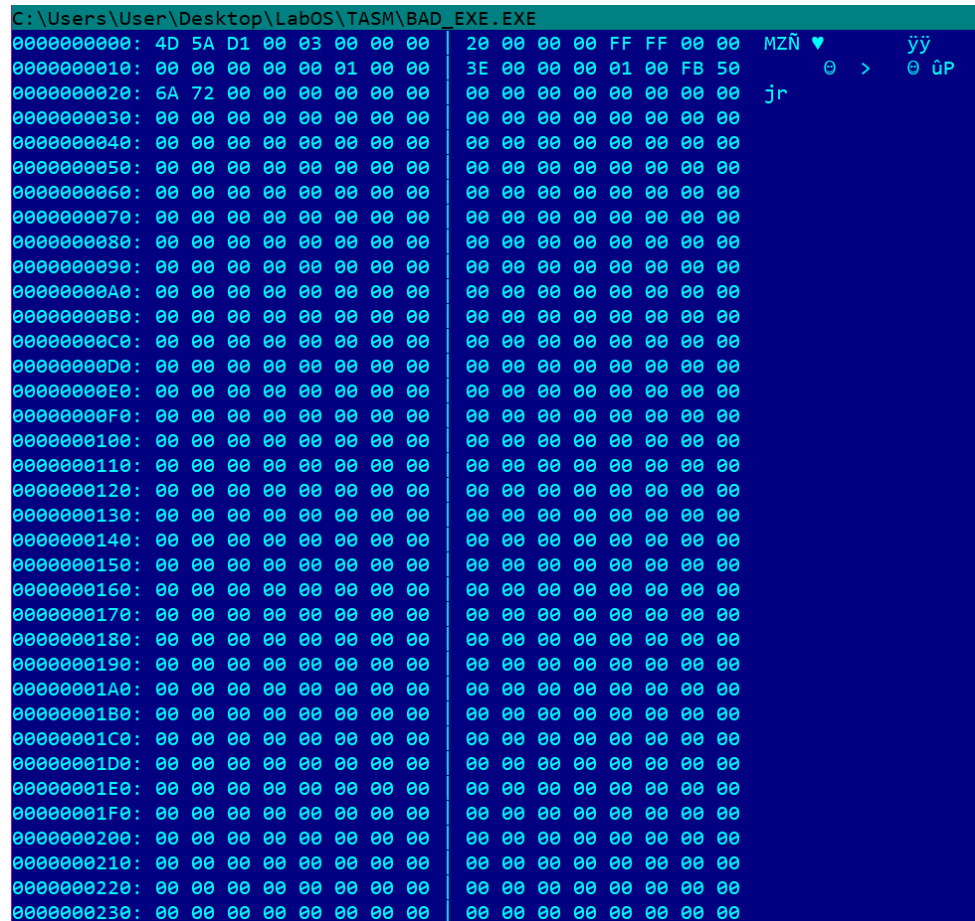 C:\Users\User\Desktop\LabOS\TASM\BAD_EXE.EXE
0000000000: 4D 5A D1 00 03 00 00 00 │ 20 00 00 00 FF FF 00 00 MZÑ ♥ ÿÿ
0000000010: 00 00 00 00 00 01 00 00 │ 3E 00 00 00 01 00 FB 50 ☺ > ☺ ûP
0000000020: 6A 72 00 00 00 00 00 00 │ 00 00 00 00 00 00 00 00 jr
0000000030: 00 00 00 00 00 00 00 00 │ 00 00 00 00 00 00 00 00
0000000040: 00 00 00 00 00 00 00 00 │ 00 00 00 00 00 00 00 00
0000000050: 00 00 00 00 00 00 00 00 │ 00 00 00 00 00 00 00 00
0000000060: 00 00 00 00 00 00 00 00 │ 00 00 00 00 00 00 00 00
0000000070: 00 00 00 00 00 00 00 00 │ 00 00 00 00 00 00 00 00
0000000080: 00 00 00 00 00 00 00 00 │ 00 00 00 00 00 00 00 00
0000000090: 00 00 00 00 00 00 00 00 │ 00 00 00 00 00 00 00 00
00000000A0: 00 00 00 00 00 00 00 00 │ 00 00 00 00 00 00 00 00
00000000B0: 00 00 00 00 00 00 00 00 │ 00 00 00 00 00 00 00 00
00000000C0: 00 00 00 00 00 00 00 00 │ 00 00 00 00 00 00 00 00
00000000D0: 00 00 00 00 00 00 00 00 │ 00 00 00 00 00 00 00 00
00000000E0: 00 00 00 00 00 00 00 00 │ 00 00 00 00 00 00 00 00
00000000F0: 00 00 00 00 00 00 00 00 │ 00 00 00 00 00 00 00 00
0000000100: 00 00 00 00 00 00 00 00 │ 00 00 00 00 00 00 00 00
0000000110: 00 00 00 00 00 00 00 00 │ 00 00 00 00 00 00 00 00
0000000120: 00 00 00 00 00 00 00 00 │ 00 00 00 00 00 00 00 00
0000000130: 00 00 00 00 00 00 00 00 │ 00 00 00 00 00 00 00 00
0000000140: 00 00 00 00 00 00 00 00 │ 00 00 00 00 00 00 00 00
0000000150: 00 00 00 00 00 00 00 00 │ 00 00 00 00 00 00 00 00
0000000160: 00 00 00 00 00 00 00 00 │ 00 00 00 00 00 00 00 00
0000000170: 00 00 00 00 00 00 00 00 │ 00 00 00 00 00 00 00 00
0000000180: 00 00 00 00 00 00 00 00 │ 00 00 00 00 00 00 00 00
0000000190: 00 00 00 00 00 00 00 00 │ 00 00 00 00 00 00 00 00
00000001A0: 00 00 00 00 00 00 00 00 │ 00 00 00 00 00 00 00 00
00000001B0: 00 00 00 00 00 00 00 00 │ 00 00 00 00 00 00 00 00
00000001C0: 00 00 00 00 00 00 00 00 │ 00 00 00 00 00 00 00 00
00000001D0: 00 00 00 00 00 00 00 00 │ 00 00 00 00 00 00 00 00
00000001E0: 00 00 00 00 00 00 00 00 │ 00 00 00 00 00 00 00 00
00000001F0: 00 00 00 00 00 00 00 00 │ 00 00 00 00 00 00 00 00
0000000200: 00 00 00 00 00 00 00 00 │ 00 00 00 00 00 00 00 00
0000000210: 00 00 00 00 00 00 00 00 │ 00 00 00 00 00 00 00 00
0000000220: 00 00 00 00 00 00 00 00 │ 00 00 00 00 00 00 00 00
0000000230: 00 00 00 00 00 00 00 00 │ 00 00 00 00 00 00 00 00